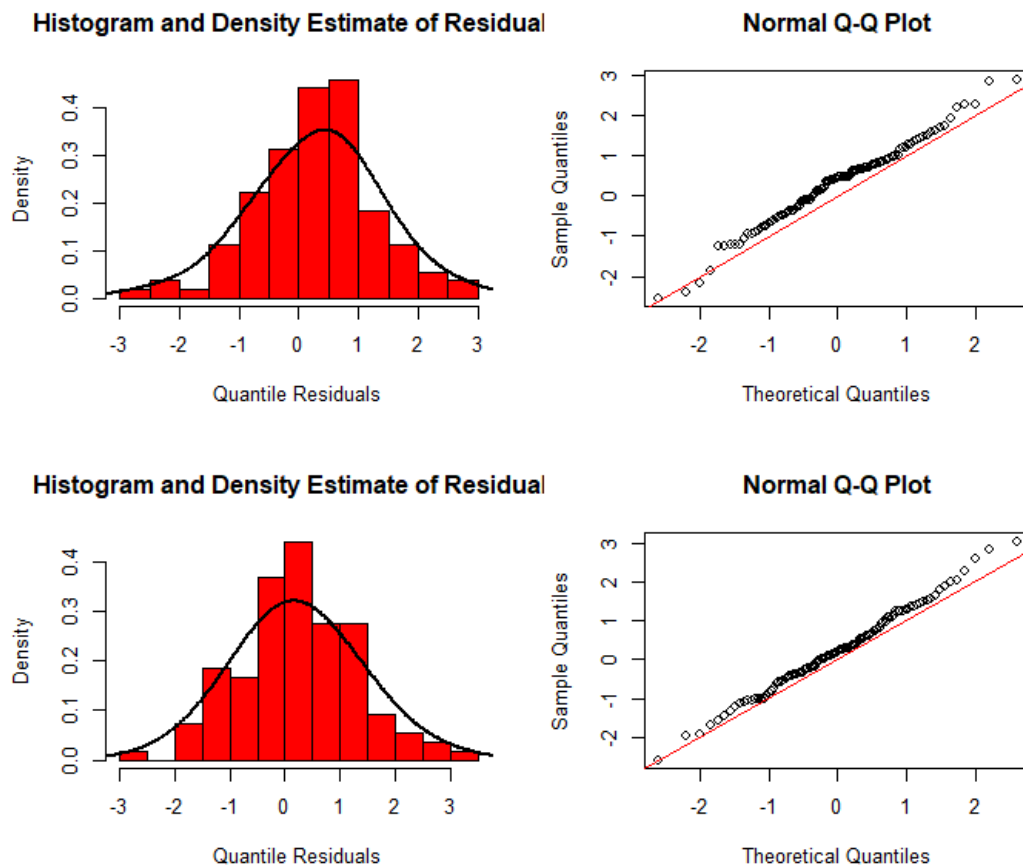 Histogram and Density Estimate of Residual
Normal Q-Q Plot
Density
0.0 0.1 0.2 0.3 0.4
-3 -2 -1 0 1 2 3
Quantile Residuals
Sample Quantiles
-2 -1 0 1 2 3
-2 -1 0 1 2
Theoretical Quantiles
Histogram and Density Estimate of Residual
Normal Q-Q Plot
Density
0.0 0.1 0.2 0.3 0.4
-3 -2 -1 0 1 2 3
Quantile Residuals
Sample Quantiles
-2 -1 0 1 2 3
-2 -1 0 1 2
Theoretical Quantiles